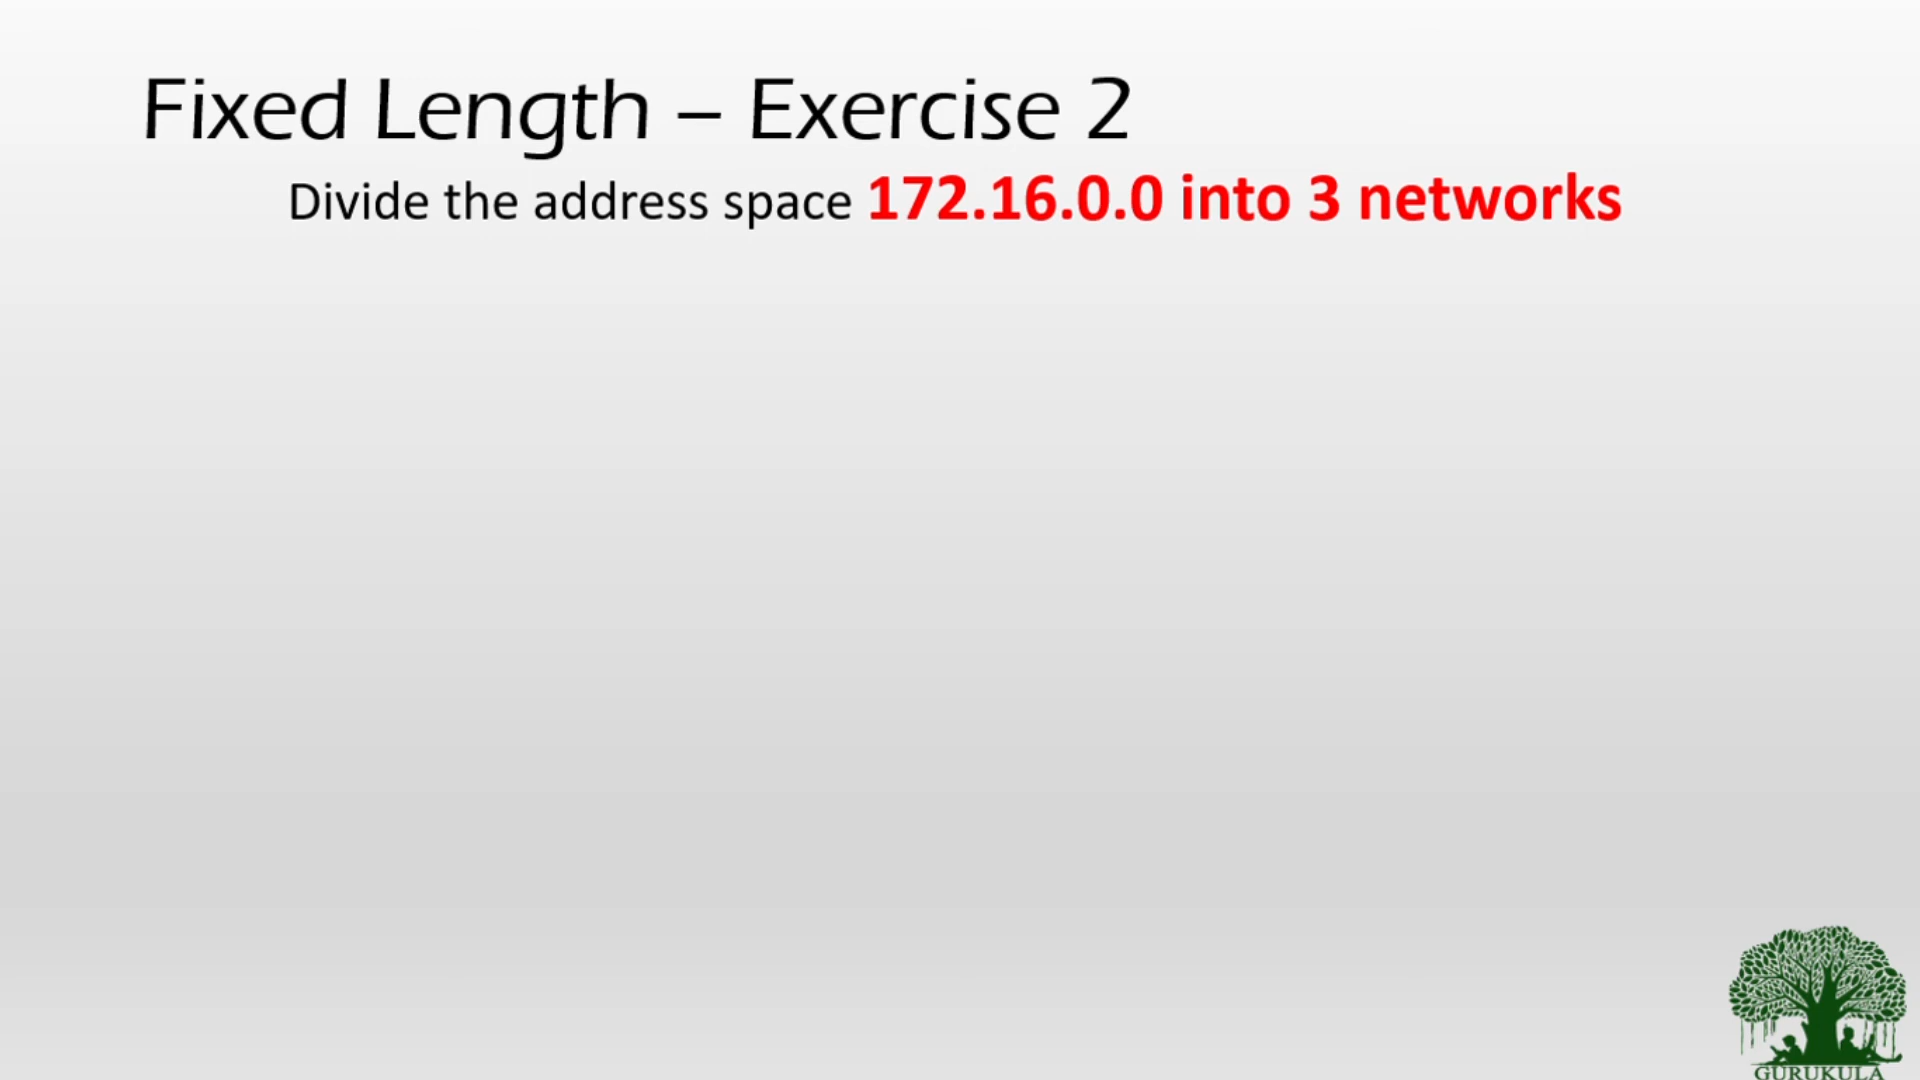 Fixed Length – Exercise 2
Divide the address space 172.16.0.0 into 3 networks
GURUKULA